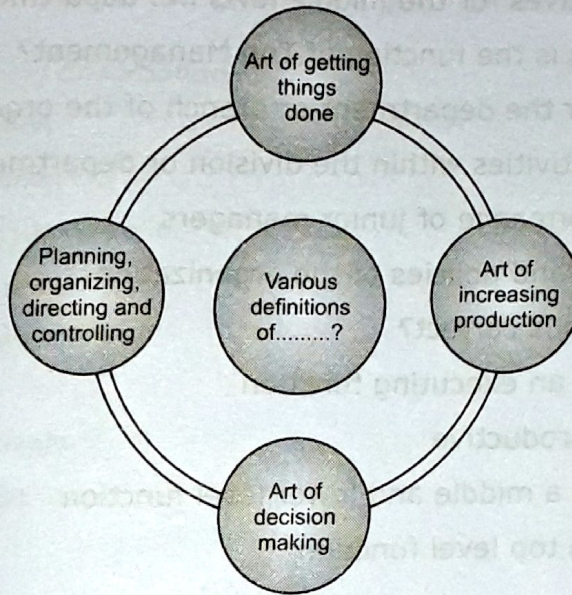 Art of getting
things
done
Planning,
organizing,
directing and
controlling
Various
definitions
of.........?
Art of
increasing
production
Art of
decision
making